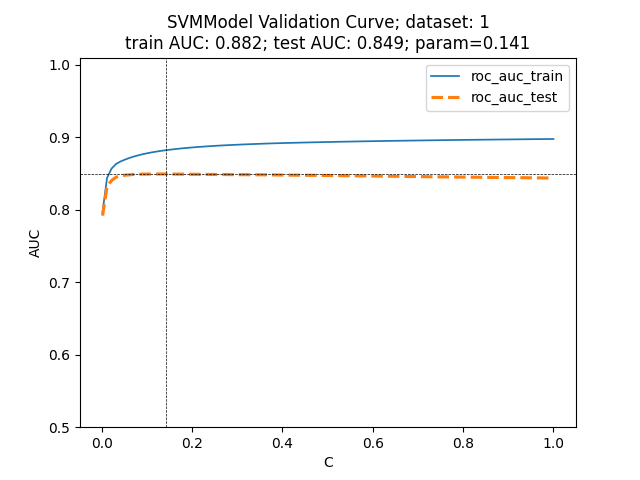 SVMModel Validation Curve; dataset: 1
train AUC: 0.882; test AUC: 0.849; param=0.141
roc_auc_train
roc_auc_test
AUC
1.0
0.9
0.8
0.7
0.6
0.5
0.0 0.2 0.4 0.6 0.8 1.0
C